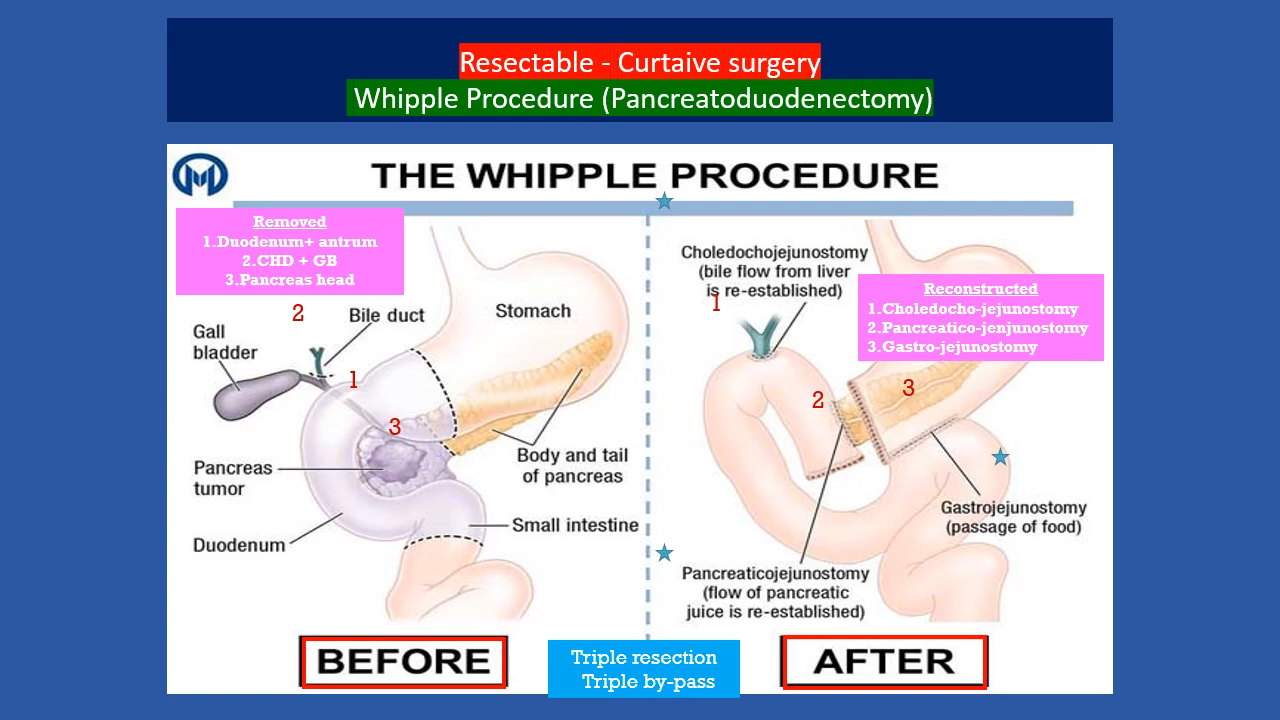 Resectable - Curtaive surgery
Whipple Procedure (Pancreatoduodenectomy)
THE WHIPPLE PROCEDURE
Removed
1.Duodenum+ antrum
2.CHD + GB
3.Pancreas head
2
Bile duct
Gall
bladder
1
3
Stomach
Pancreas
tumor
Body and tail
of pancreas
Duodenum
Small intestine
BEFORE
Choledochojejunostomy
(bile flow from liver
is re-established)
1
Reconstructed
1.Choledocho-jejunostomy
2.Pancreatico-jenjunostomy
3.Gastro-jejunostomy
2
3
Gastrojejunostomy
(passage of food)
Pancreaticojejunostomy
(flow of pancreatic
juice is re-established)
AFTER
Triple resection
Triple by-pass